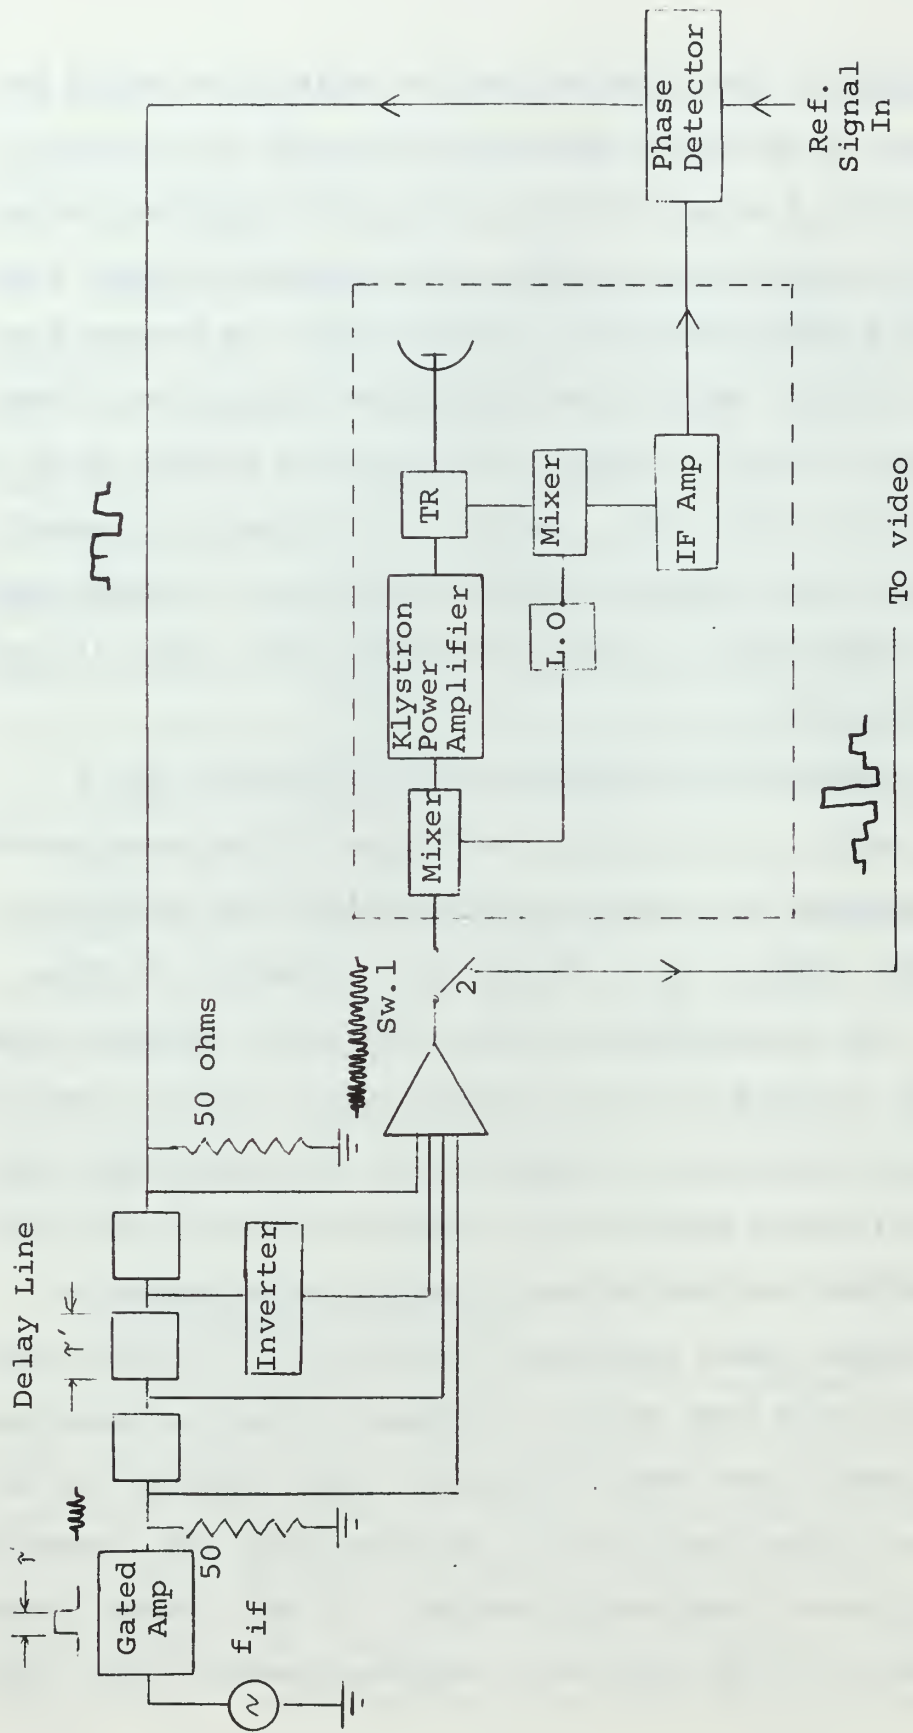 Delay Line
τ'
τ'
Gated
Amp
50
f_if
50 ohms
Inverter
Sw.1
2
Mixer
Klystron
Power
Amplifier
TR
L.O.
Mixer
IF Amp
Phase
Detector
Ref.
Signal
In
To video